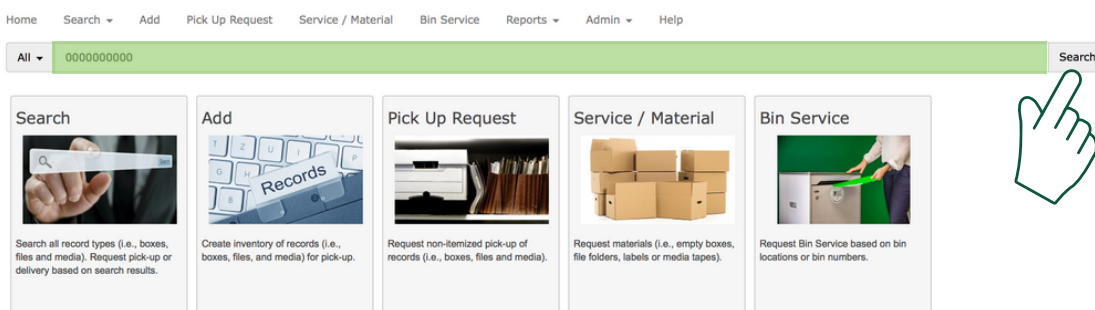 Home Search Add Pick Up Request Service / Material Bin Service Reports Admin Help
All 0000000000 Search
Search
Search
Search all record types (i.e., boxes,
files and media). Request pick-up or
delivery based on search results.
Add
T Z U I P
G H
J B
Records
Create inventory of records (i.e.,
boxes, files, and media) for pick-up.
Pick Up Request
Request non-itemized pick-up of
records (i.e., boxes, files and media).
Service / Material
Request materials (i.e., empty boxes,
file folders, labels or media tapes).
Bin Service
Request Bin Service based on bin
locations or bin numbers.